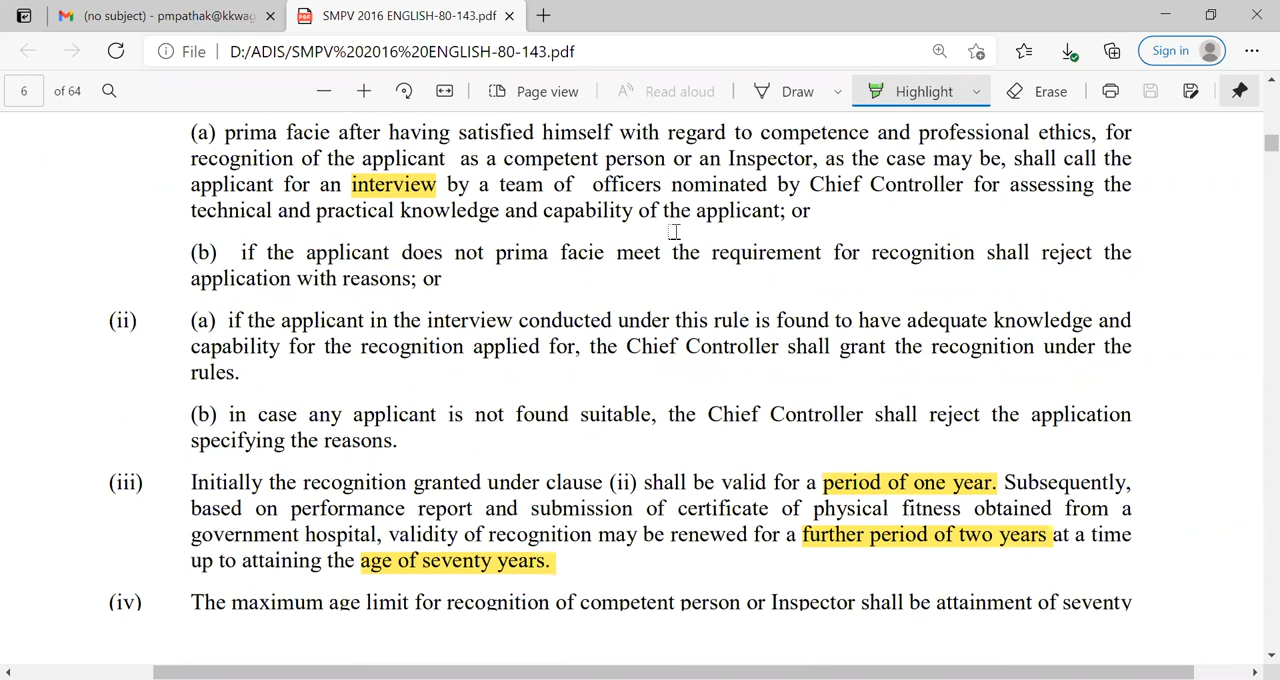 (no subject) - pmpathak@kkwag
SMPV 2016 ENGLISH-80-143.pdf
File D:/ADIS/SMPV%202016%20ENGLISH-80-143.pdf
Sign in
6 of 64
Page view
Read aloud
Draw
Highlight
Erase
(a) prima facie after having satisfied himself with regard to competence and professional ethics, for
recognition of the applicant as a competent person or an Inspector, as the case may be, shall call the
applicant for an interview by a team of officers nominated by Chief Controller for assessing the
technical and practical knowledge and capability of the applicant; or
(b) if the applicant does not prima facie meet the requirement for recognition shall reject the
application with reasons; or
(ii) (a) if the applicant in the interview conducted under this rule is found to have adequate knowledge and
capability for the recognition applied for, the Chief Controller shall grant the recognition under the
rules.
(b) in case any applicant is not found suitable, the Chief Controller shall reject the application
specifying the reasons.
(iii) Initially the recognition granted under clause (ii) shall be valid for a period of one year. Subsequently,
based on performance report and submission of certificate of physical fitness obtained from a
government hospital, validity of recognition may be renewed for a further period of two years at a time
up to attaining the age of seventy years.
(iv) The maximum age limit for recognition of competent person or Inspector shall be attainment of seventy